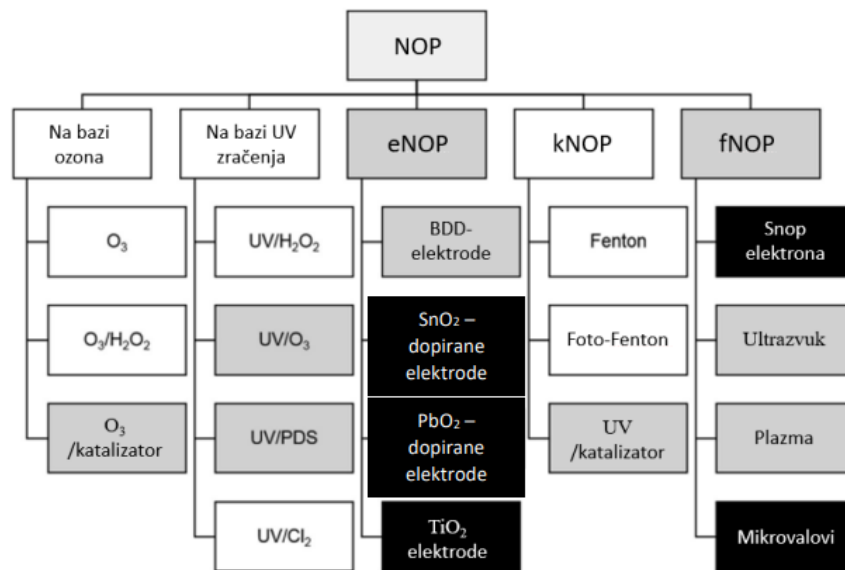 NOP
Na bazi
ozona
Na bazi UV
zračenja
eNOP
kNOP
fNOP
O₃
UV/H₂O₂
BDD-
elektrode
Fenton
Snop
elektrona
O₃/H₂O₂
UV/O₃
SnO₂ –
dopirane
elektrode
Foto-Fenton
Ultrazvuk
O₃
/katalizator
UV/PDS
PbO₂ –
dopirane
elektrode
UV
/katalizator
Plazma
UV/Cl₂
TiO₂
elektrode
Mikrovalovi